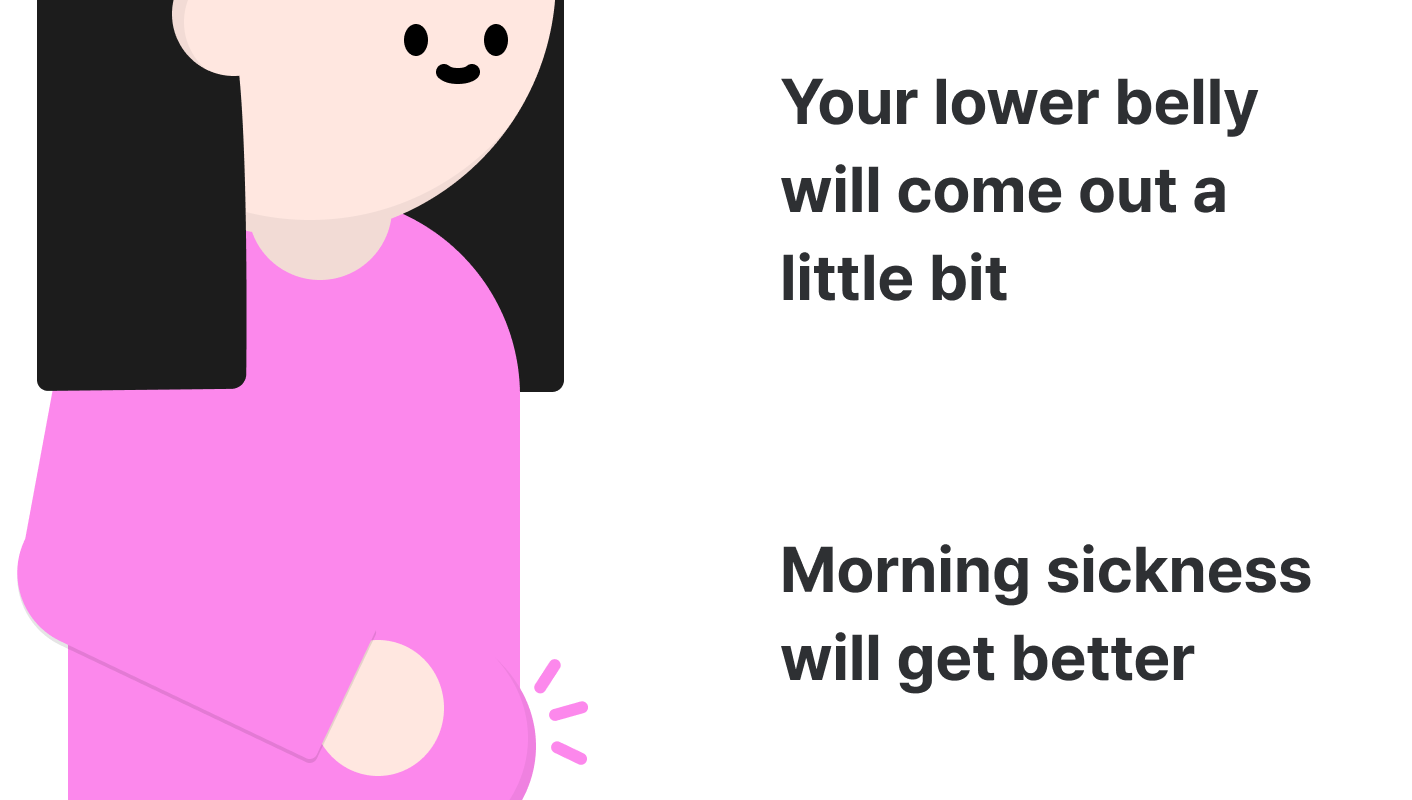 Your lower belly
will come out a
little bit
Morning sickness
will get better